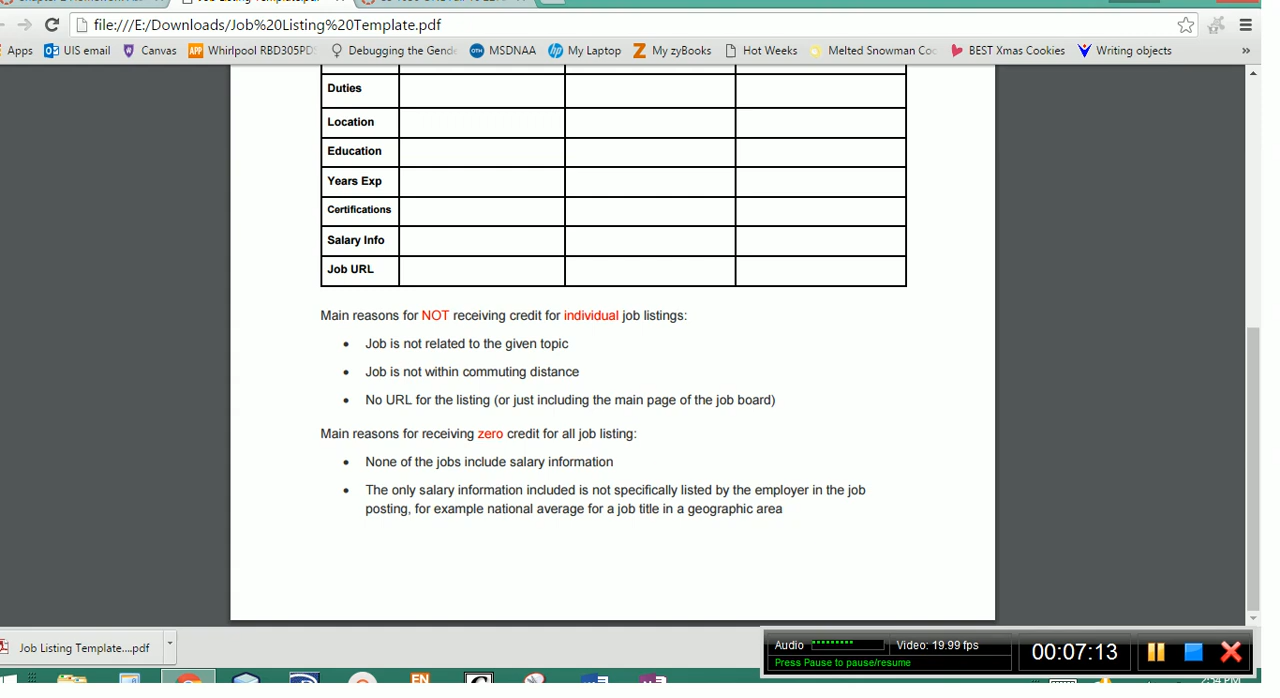 file:///E:/Downloads/Job%20Listing%20Template.pdf
Apps UIS email Canvas Whirlpool RBD305PD Debugging the Gende MSDNAA My Laptop My zyBooks Hot Weeks Melted Snowman Coo BEST Xmas Cookies Writing objects »
Duties
Location
Education
Years Exp
Certifications
Salary Info
Job URL
Main reasons for NOT receiving credit for individual job listings:
• Job is not related to the given topic
• Job is not within commuting distance
• No URL for the listing (or just including the main page of the job board)
Main reasons for receiving zero credit for all job listing:
• None of the jobs include salary information
• The only salary information included is not specifically listed by the employer in the job
posting, for example national average for a job title in a geographic area
Job Listing Template....pdf
Audio Video: 19.99 fps
Press Pause to pause/resume
00:07:13
EN
2:54 PM